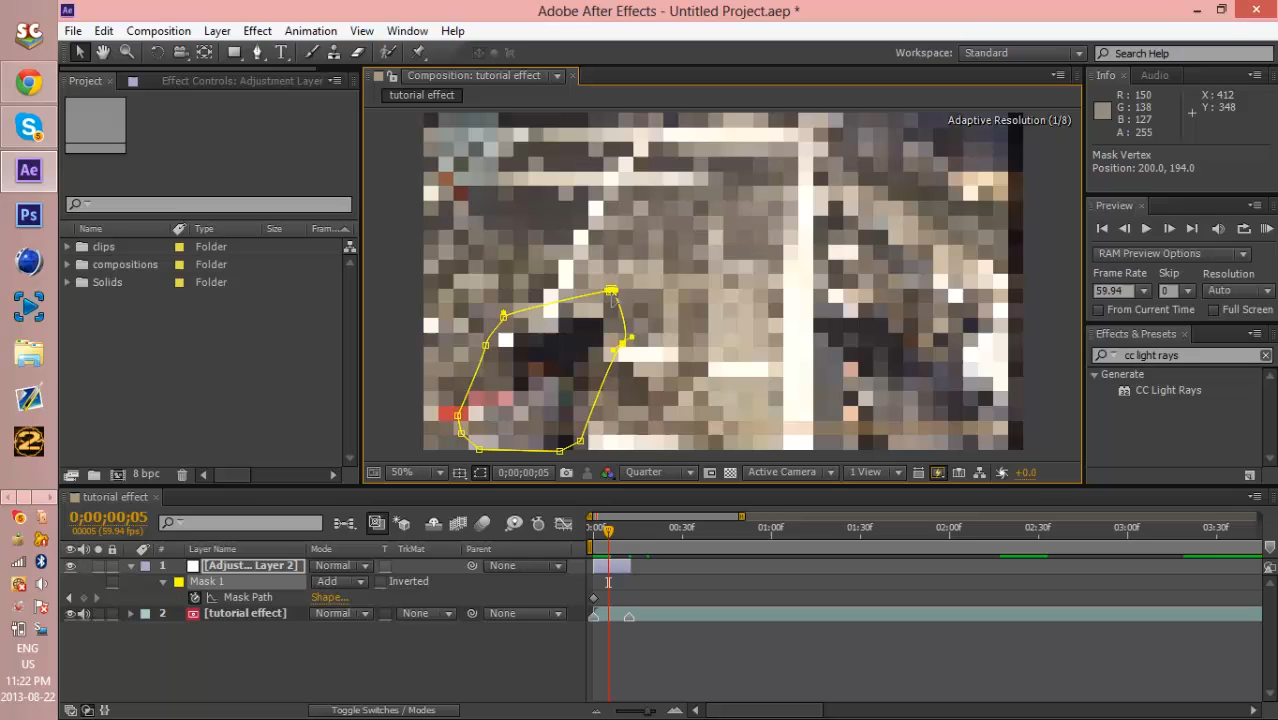 Adobe After Effects - Untitled Project.aep *
File Edit Composition Layer Effect Animation View Window Help
Workspace: Standard Search Help
Project Effect Controls: Adjustment Layer
Composition: tutorial effect
tutorial effect
Adaptive Resolution (1/8)
Info Audio
R: 150 X: 412
G: 138 Y: 348
B: 127
A: 255
Mask Vertex
Position: 200.0, 194.0
Preview
RAM Preview Options
Frame Rate Skip Resolution
59.94 0 Auto
From Current Time Full Screen
Effects & Presets
cc light rays
Generate
CC Light Rays
Name Type Size Fram...
clips Folder
compositions Folder
Solids Folder
8 bpc
50% 0;00;00;05 Quarter Active Camera 1 View +0.0
tutorial effect
0;00;00;05
00005 (59.94 fps)
00:30f 01:00f 01:30f 02:00f 02:30f 03:00f 03:30f
# Layer Name Mode T TrkMat Parent
1 [Adjust... Layer 2] Normal None
Mask 1 Add Inverted
Mask Path Shape...
2 [tutorial effect] Normal None None
Toggle Switches / Modes
SC
Ae
Ps
2
ENG
US
11:22 PM
2013-08-22